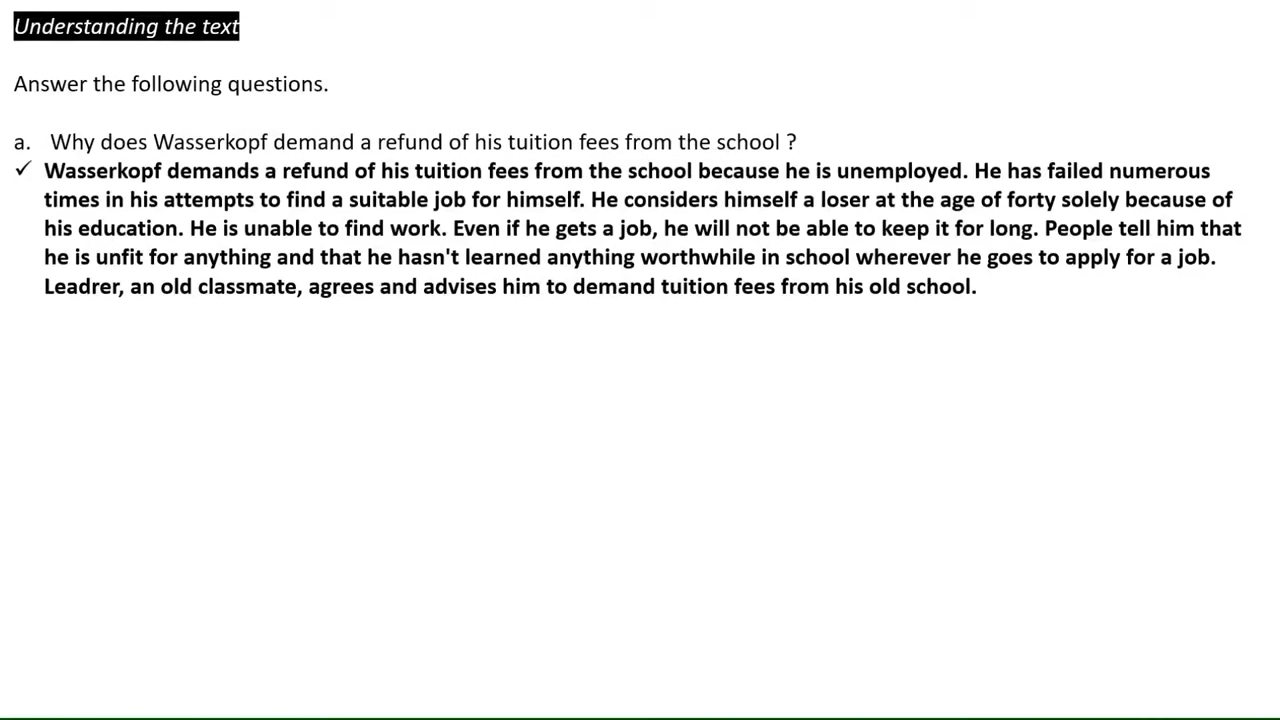 Understanding the text
Answer the following questions.
a. Why does Wasserkopf demand a refund of his tuition fees from the school ?
✓ Wasserkopf demands a refund of his tuition fees from the school because he is unemployed. He has failed numerous
times in his attempts to find a suitable job for himself. He considers himself a loser at the age of forty solely because of
his education. He is unable to find work. Even if he gets a job, he will not be able to keep it for long. People tell him that
he is unfit for anything and that he hasn't learned anything worthwhile in school wherever he goes to apply for a job.
Leadrer, an old classmate, agrees and advises him to demand tuition fees from his old school.